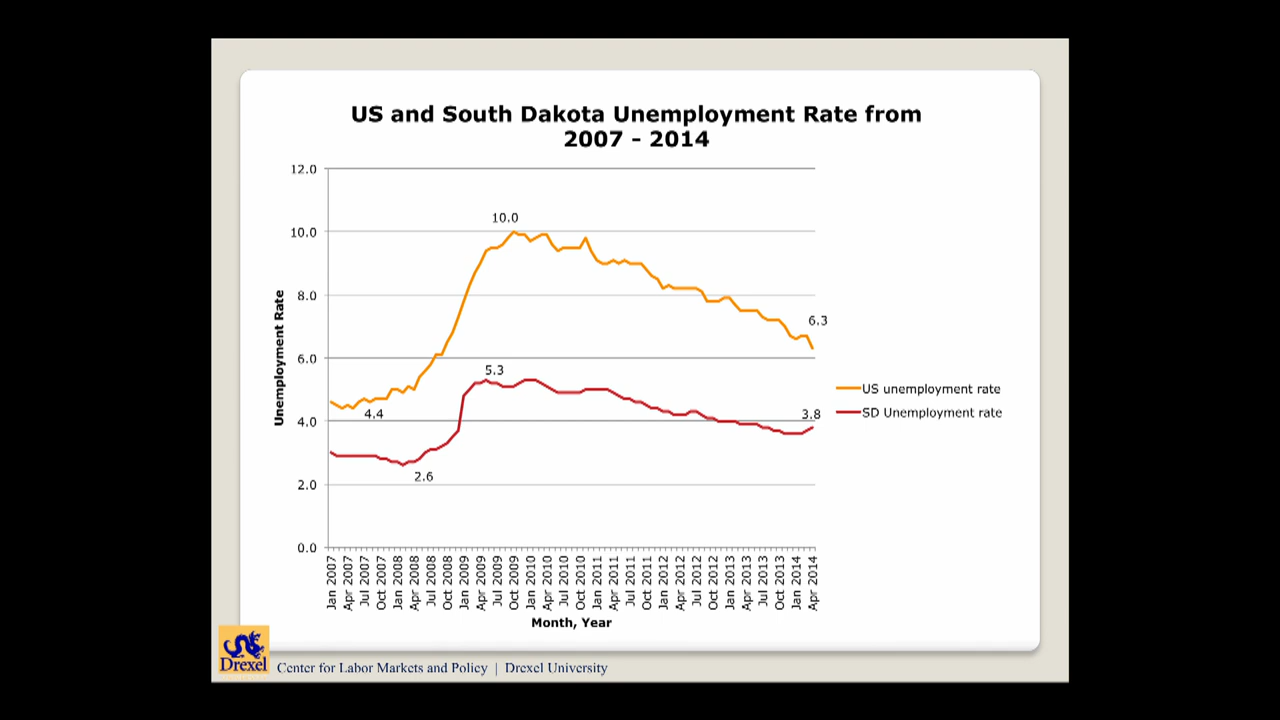 US and South Dakota Unemployment Rate from
2007 - 2014
12.0
10.0
8.0
6.0
4.0
2.0
0.0
Unemployment Rate
10.0
6.3
5.3
4.4
3.8
2.6
US unemployment rate
SD Unemployment rate
Jan 2007
Apr 2007
Jul 2007
Oct 2007
Jan 2008
Apr 2008
Jul 2008
Oct 2008
Jan 2009
Apr 2009
Jul 2009
Oct 2009
Jan 2010
Apr 2010
Jul 2010
Oct 2010
Jan 2011
Apr 2011
Jul 2011
Oct 2011
Jan 2012
Apr 2012
Jul 2012
Oct 2012
Jan 2013
Apr 2013
Jul 2013
Oct 2013
Jan 2014
Apr 2014
Month, Year
Drexel
Center for Labor Markets and Policy | Drexel University